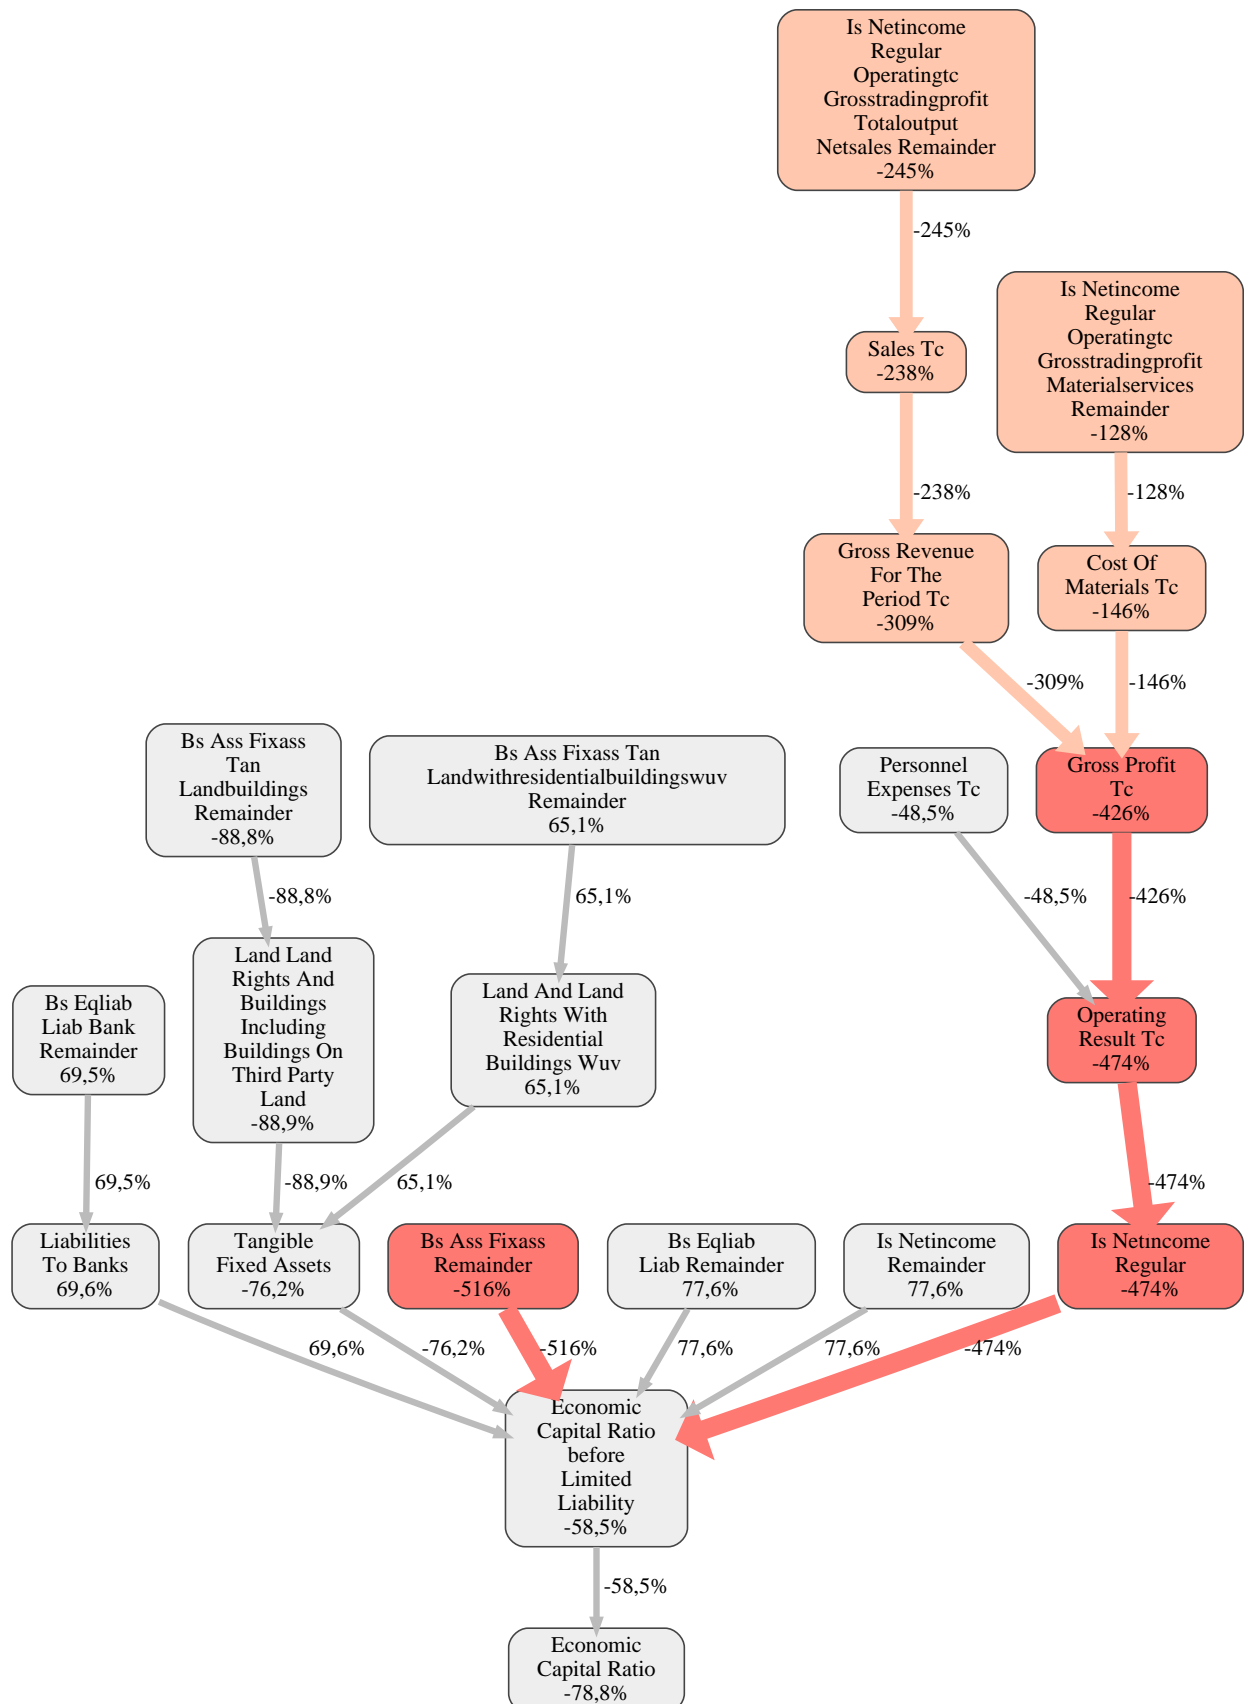 Is Netincome
Regular
Operatingtc
Grosstradingprofit
Totaloutput
Netsales Remainder
-245%
-245%
Is Netincome
Regular
Operatingtc
Grosstradingprofit
Materialservices
Remainder
-128%
Sales Tc
-238%
-238%
-128%
Gross Revenue
For The
Period Tc
-309%
Cost Of
Materials Tc
-146%
-309%
-146%
Bs Ass Fixass
Tan
Landbuildings
Remainder
-88,8%
Bs Ass Fixass Tan
Landwithresidentialbuildingswuv
Remainder
65,1%
Personnel
Expenses Tc
-48,5%
Gross Profit
Tc
-426%
-88,8%
65,1%
-48,5%
-426%
Bs Eqliab
Liab Bank
Remainder
69,5%
Land Land
Rights And
Buildings
Including
Buildings On
Third Party
Land
-88,9%
Land And Land
Rights With
Residential
Buildings Wuv
65,1%
Operating
Result Tc
-474%
69,5%
-88,9%
65,1%
-474%
Liabilities
To Banks
69,6%
Tangible
Fixed Assets
-76,2%
Bs Ass Fixass
Remainder
-516%
Bs Eqliab
Liab Remainder
77,6%
Is Netincome
Remainder
77,6%
Is Netincome
Regular
-474%
69,6%
-76,2%
-516%
77,6%
77,6%
-474%
Economic
Capital Ratio
before
Limited
Liability
-58,5%
-58,5%
Economic
Capital Ratio
-78,8%